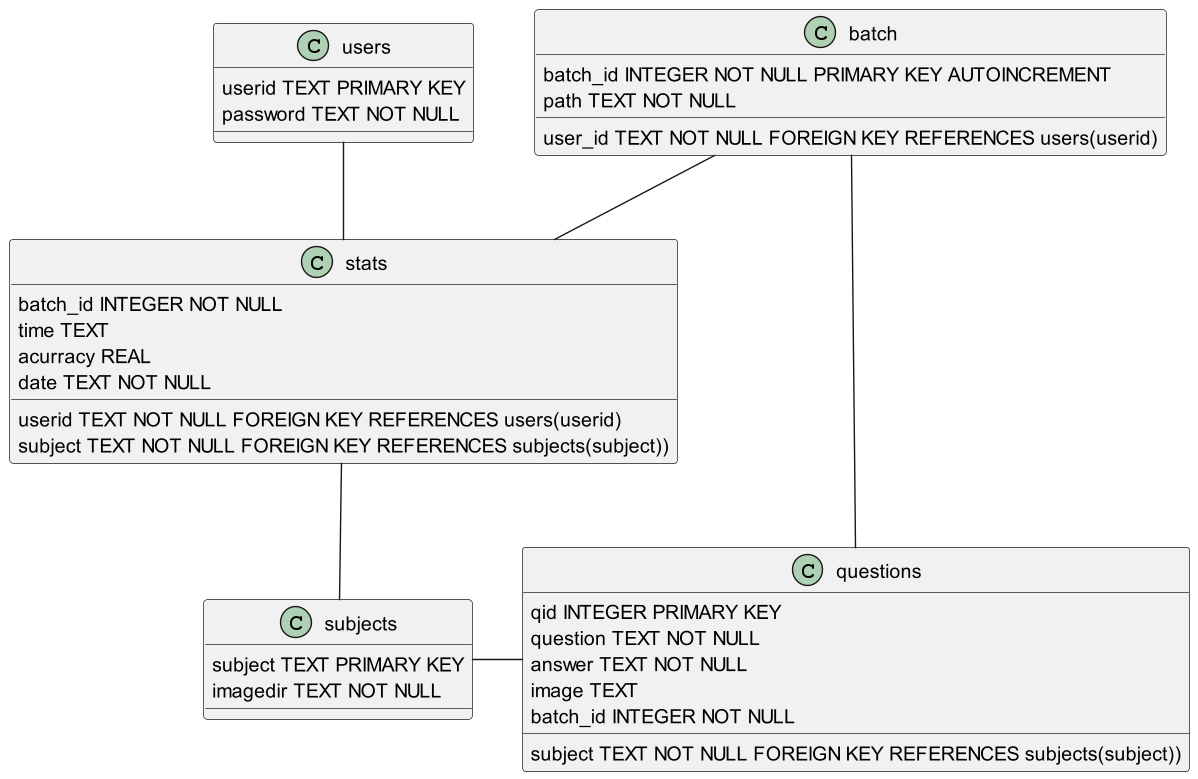 C users
userid TEXT PRIMARY KEY
password TEXT NOT NULL
C batch
batch_id INTEGER NOT NULL PRIMARY KEY AUTOINCREMENT
path TEXT NOT NULL
user_id TEXT NOT NULL FOREIGN KEY REFERENCES users(userid)
C stats
batch_id INTEGER NOT NULL
time TEXT
acurracy REAL
date TEXT NOT NULL
userid TEXT NOT NULL FOREIGN KEY REFERENCES users(userid)
subject TEXT NOT NULL FOREIGN KEY REFERENCES subjects(subject))
C subjects
subject TEXT PRIMARY KEY
imagedir TEXT NOT NULL
C questions
qid INTEGER PRIMARY KEY
question TEXT NOT NULL
answer TEXT NOT NULL
image TEXT
batch_id INTEGER NOT NULL
subject TEXT NOT NULL FOREIGN KEY REFERENCES subjects(subject))